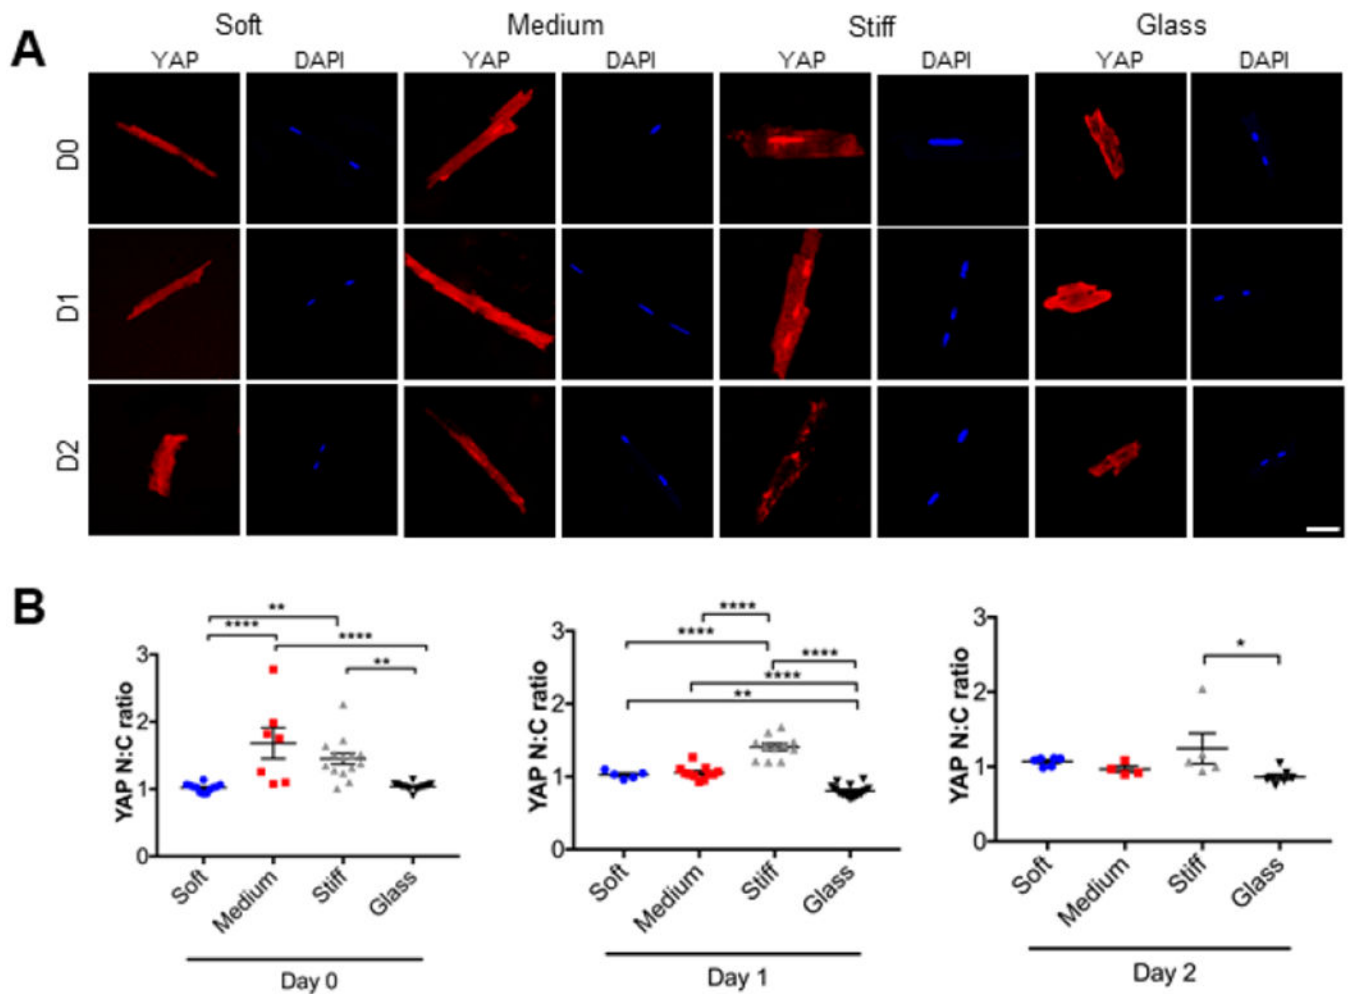 A
Soft Medium Stiff Glass
YAP DAPI YAP DAPI YAP DAPI YAP DAPI
D0
D1
D2
B
** **** **** **
YAP N:C ratio
3
2
1
0
Soft Medium Stiff Glass
Day 0
**** **** **** **** **
YAP N:C ratio
3
2
1
0
Soft Medium Stiff Glass
Day 1
*
YAP N:C ratio
3
2
1
0
Soft Medium Stiff Glass
Day 2